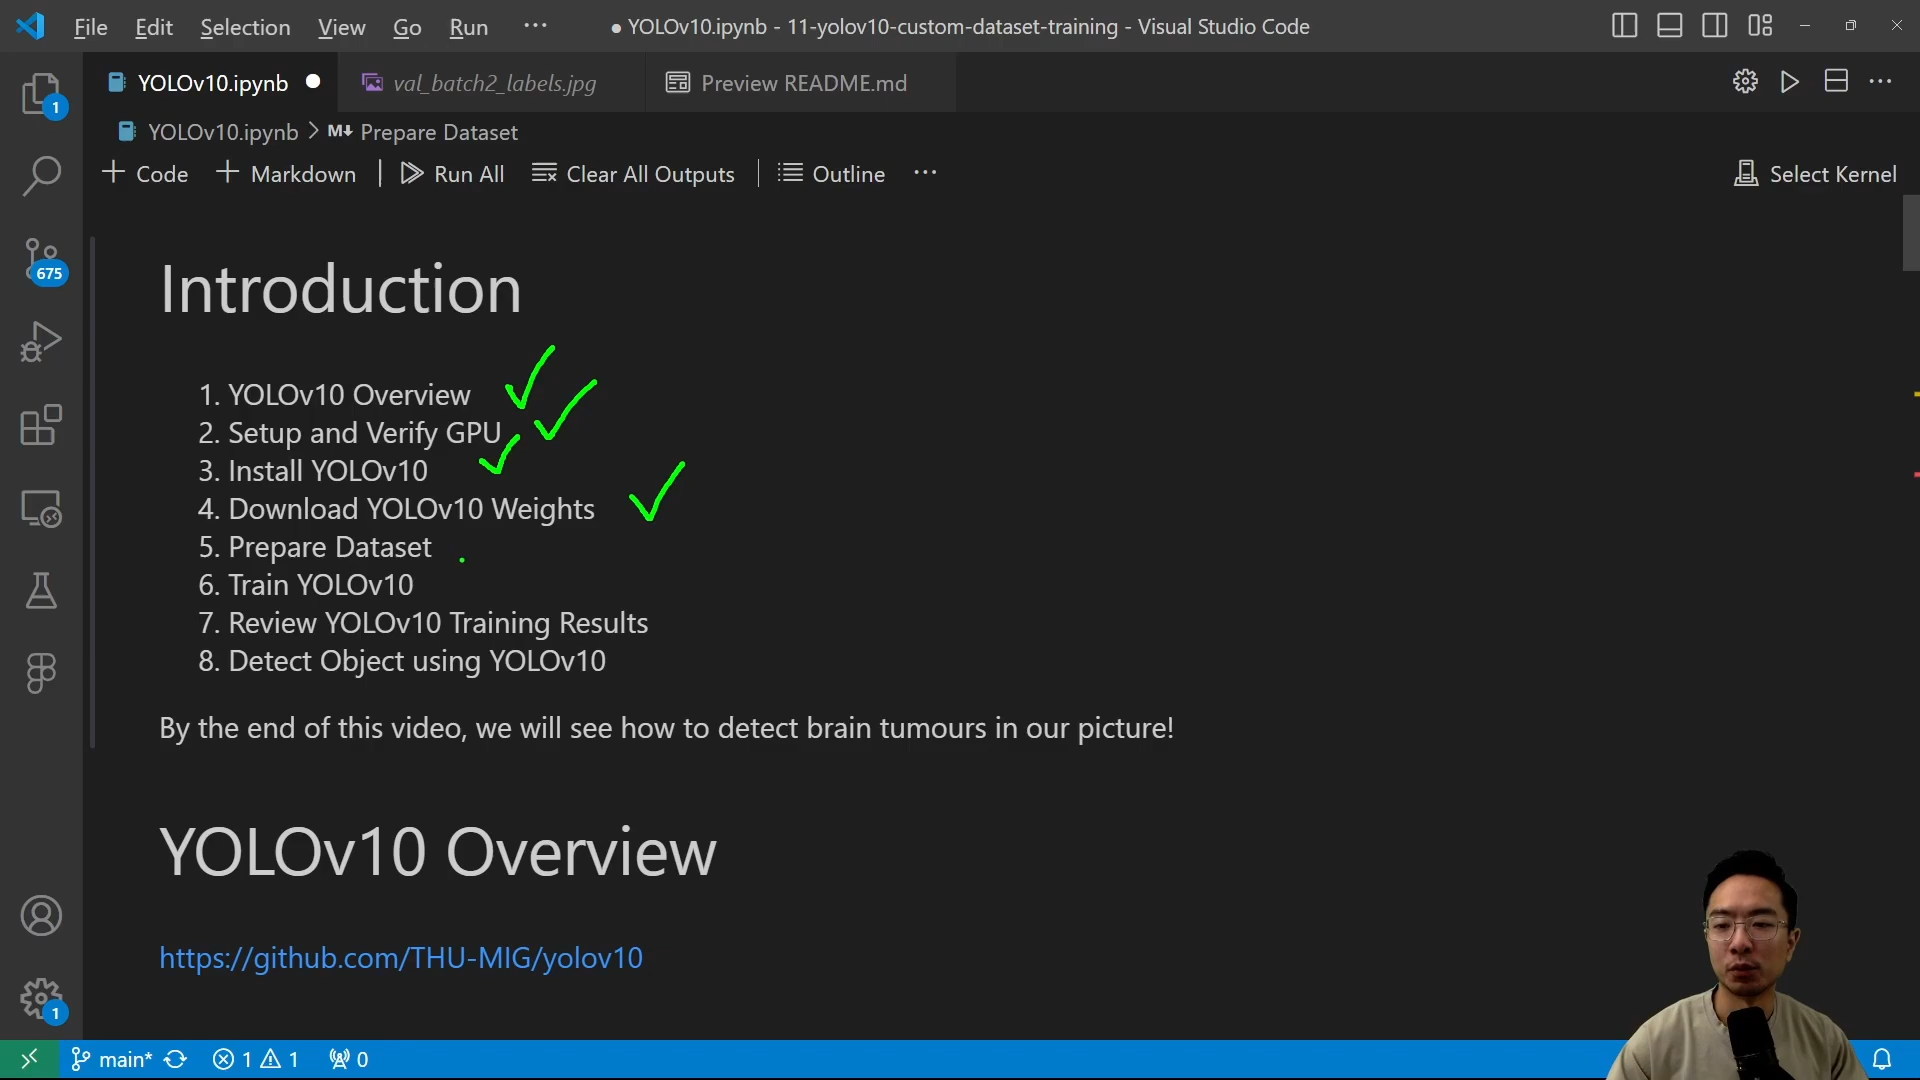 File Edit Selection View Go Run ···
● YOLOv10.ipynb - 11-yolov10-custom-dataset-training - Visual Studio Code
YOLOv10.ipynb ● val_batch2_labels.jpg Preview README.md
YOLOv10.ipynb > M↓ Prepare Dataset
+ Code + Markdown | Run All Clear All Outputs | Outline ··· Select Kernel
1
675
Introduction
1. YOLOv10 Overview
2. Setup and Verify GPU
3. Install YOLOv10
4. Download YOLOv10 Weights
5. Prepare Dataset
6. Train YOLOv10
7. Review YOLOv10 Training Results
8. Detect Object using YOLOv10
By the end of this video, we will see how to detect brain tumours in our picture!
YOLOv10 Overview
https://github.com/THU-MIG/yolov10
1
main* 1 1 0